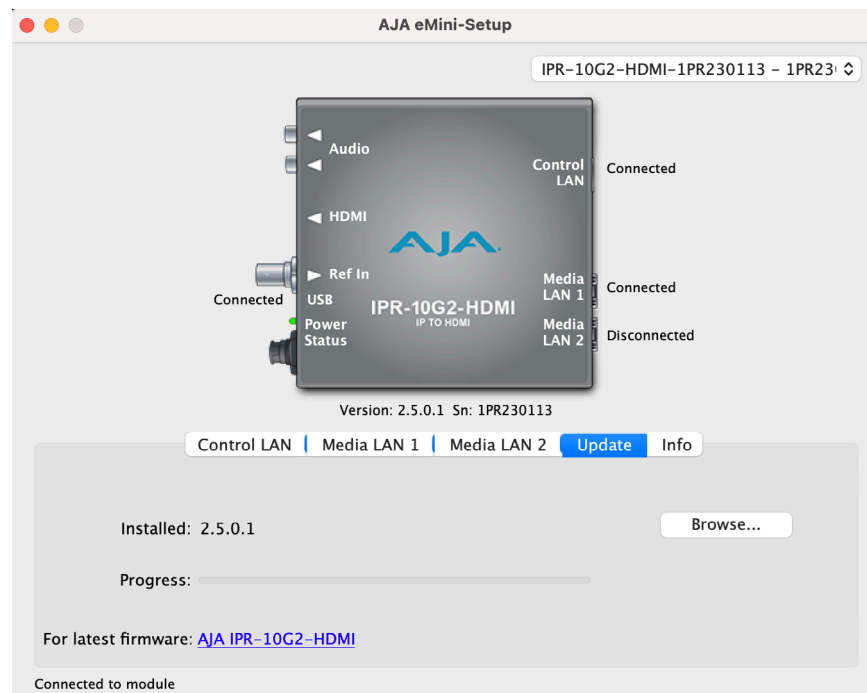 AJA eMini-Setup
IPR-10G2-HDMI-1PR230113 - 1PR23
Audio
Control
LAN
Connected
HDMI
AJA
Ref In
Connected
USB
IPR-10G2-HDMI
IP TO HDMI
Media
LAN 1
Connected
Power
Status
Media
LAN 2
Disconnected
Version: 2.5.0.1 Sn: 1PR230113
Control LAN
Media LAN 1
Media LAN 2
Update
Info
Installed: 2.5.0.1
Browse...
Progress:
For latest firmware: AJA IPR-10G2-HDMI
Connected to module